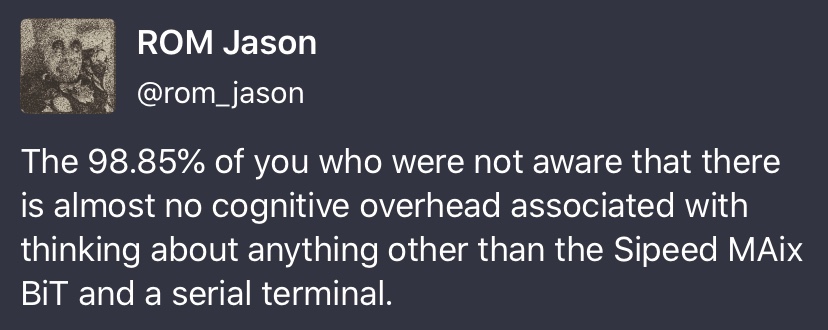 ROM Jason
@rom_jason
The 98.85% of you who were not aware that there
is almost no cognitive overhead associated with
thinking about anything other than the Sipeed MAix
BiT and a serial terminal.